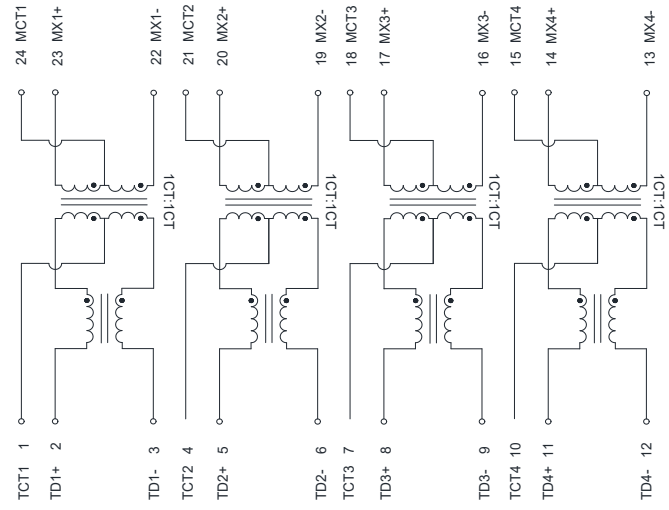 24 MCT1
23 MX1+
22 MX1-
21 MCT2
20 MX2+
19 MX2-
18 MCT3
17 MX3+
16 MX3-
15 MCT4
14 MX4+
13 MX4-
1CT:1CT
1CT:1CT
1CT:1CT
1CT:1CT
TCT1 1
TD1+ 2
TD1- 3
TCT2 4
TD2+ 5
TD2- 6
TCT3 7
TD3+ 8
TD3- 9
TCT4 10
TD4+ 11
TD4- 12